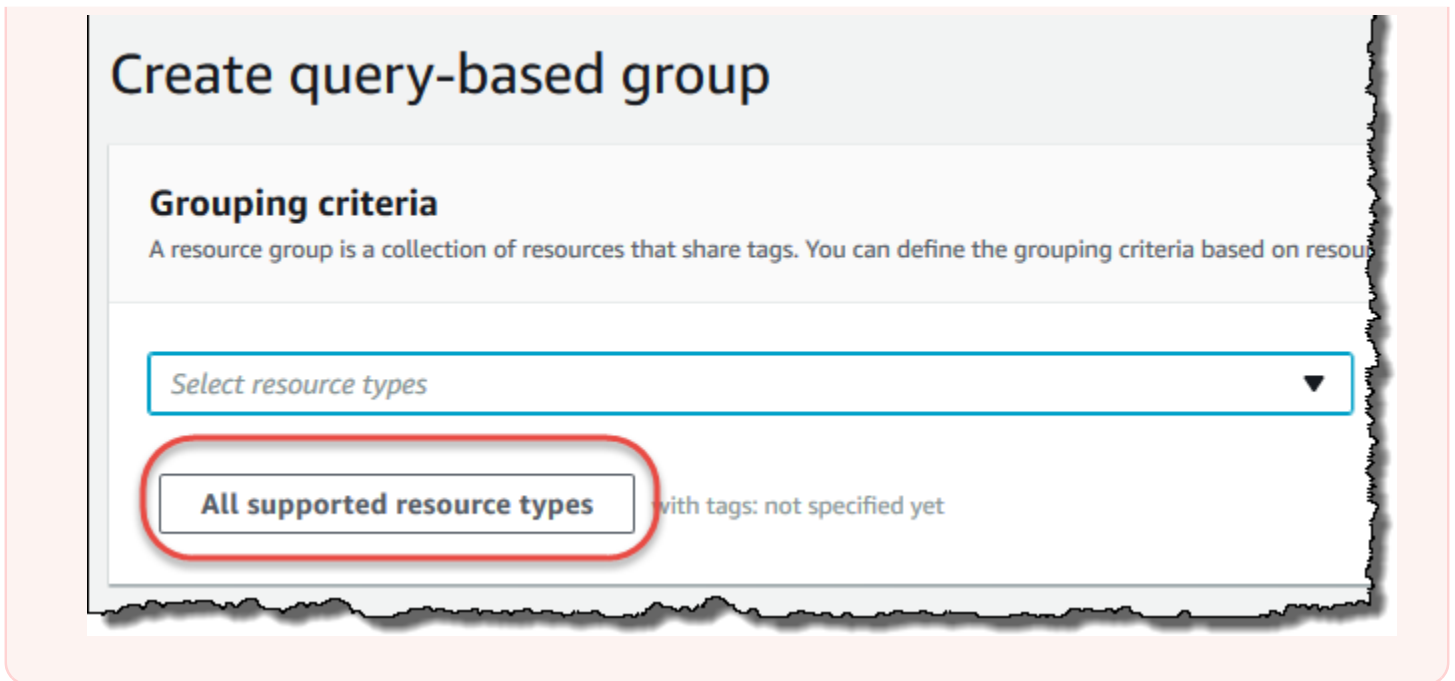 Create query-based group
Grouping criteria
A resource group is a collection of resources that share tags. You can define the grouping criteria based on resour
Select resource types
All supported resource types with tags: not specified yet